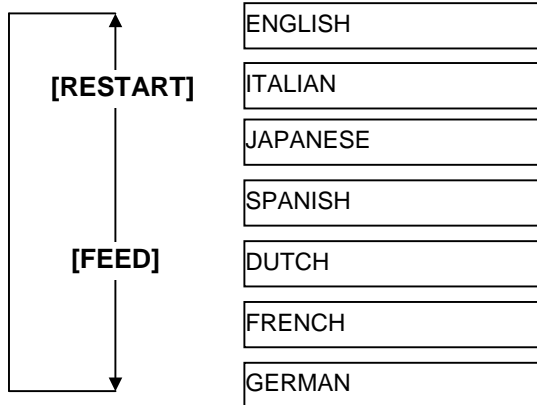 ENGLISH
[RESTART]
ITALIAN
JAPANESE
SPANISH
[FEED]
DUTCH
FRENCH
GERMAN